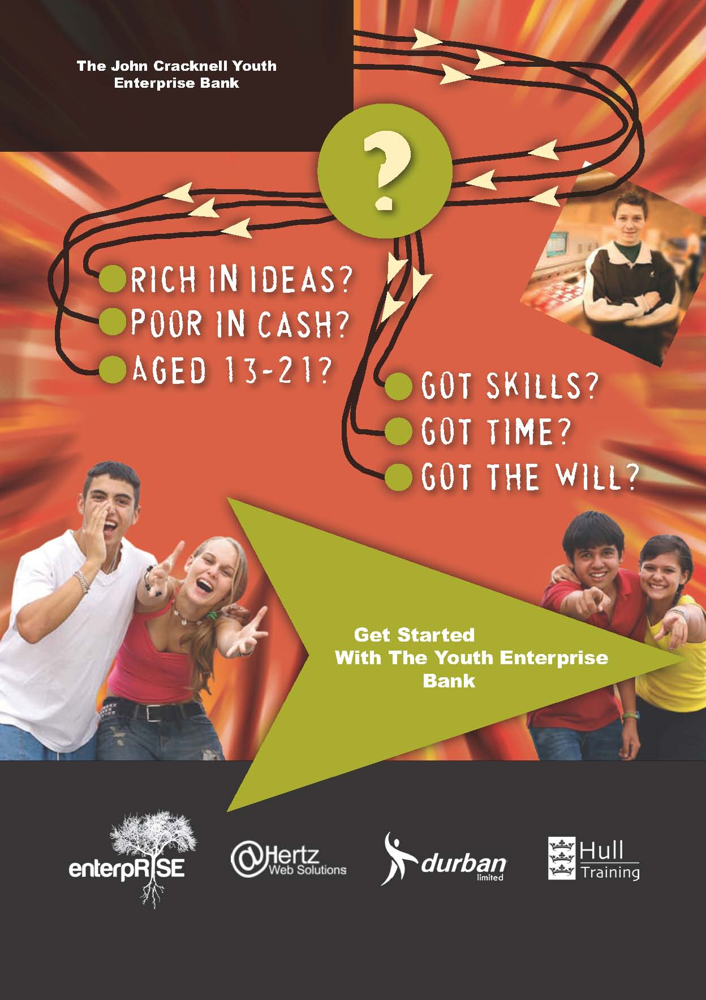 The John Cracknell Youth
Enterprise Bank
?
RICH IN IDEAS?
POOR IN CASH?
AGED 13-21?
GOT SKILLS?
GOT TIME?
GOT THE WILL?
Get Started
With The Youth Enterprise
Bank
enterpRISE
@Hertz
Web Solutions
durban
limited
Hull
Training